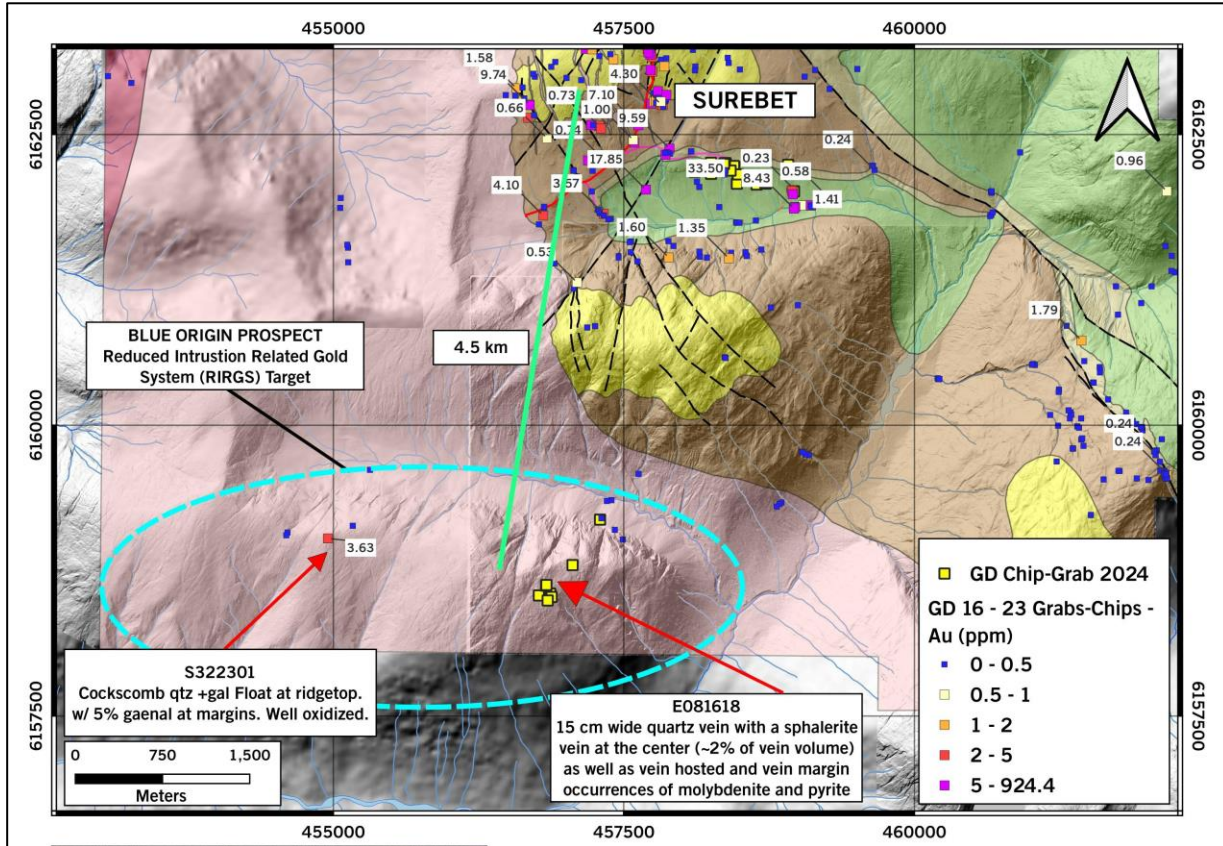 455000
457500
460000
6162500
6160000
6157500
6162500
6160000
6157500
1.58
9.74
0.66
0.73
7.10
1.00
0.74
4.30
9.59
SUREBET
17.85
4.10
3.67
0.53
33.50
0.23
8.43
0.58
1.41
0.24
0.96
1.60
1.35
1.79
0.24
0.24
BLUE ORIGIN PROSPECT
Reduced Intrusion Related Gold
System (RIRGS) Target
4.5 km
3.63
S322301
Cockscomb qtz +gal Float at ridgetop.
w/ 5% gaenal at margins. Well oxidized.
0 750 1,500
Meters
E081618
15 cm wide quartz vein with a sphalerite
vein at the center (~2% of vein volume)
as well as vein hosted and vein margin
occurrences of molybdenite and pyrite
GD Chip-Grab 2024
GD 16 - 23 Grabs-Chips -
Au (ppm)
0 - 0.5
0.5 - 1
1 - 2
2 - 5
5 - 924.4
455000
457500
460000